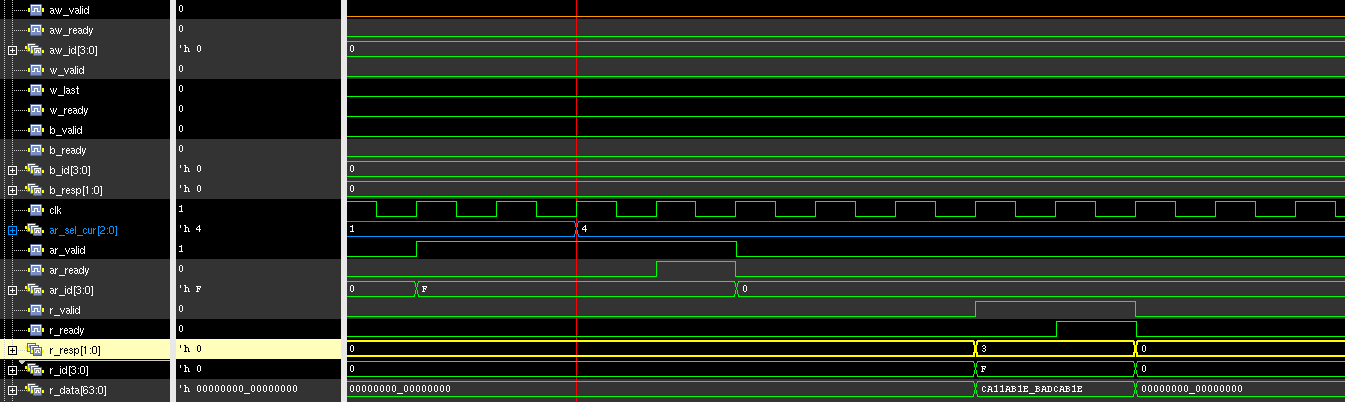 aw_valid 0
aw_ready 0
aw_id[3:0] 'h 0 0
w_valid 0
w_last 0
w_ready 0
b_valid 0
b_ready 0
b_id[3:0] 'h 0 0
b_resp[1:0] 'h 0 0
clk 1
ar_sel_cur[2:0] 'h 4 1 4
ar_valid 1
ar_ready 0
ar_id[3:0] 'h F 0 F 0
r_valid 0
r_ready 0
r_resp[1:0] 'h 0 0 3 0
r_id[3:0] 'h 0 0 F 0
r_data[63:0] 'h 00000000_00000000 00000000_00000000 CA11AB1E_BADCAB1E 00000000_00000000